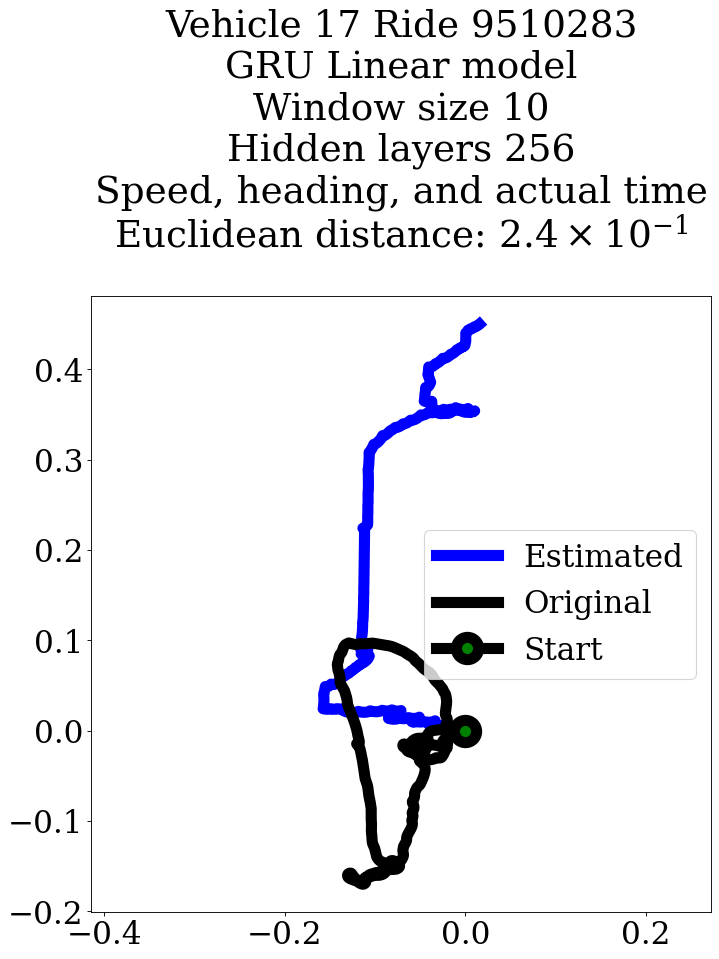 Vehicle 17 Ride 9510283
GRU Linear model
Window size 10
Hidden layers 256
Speed, heading, and actual time
Euclidean distance: 2.4 × 10⁻¹
0.4
0.3
0.2
0.1
0.0
−0.1
−0.2
Estimated
Original
Start
−0.4
−0.2
0.0
0.2